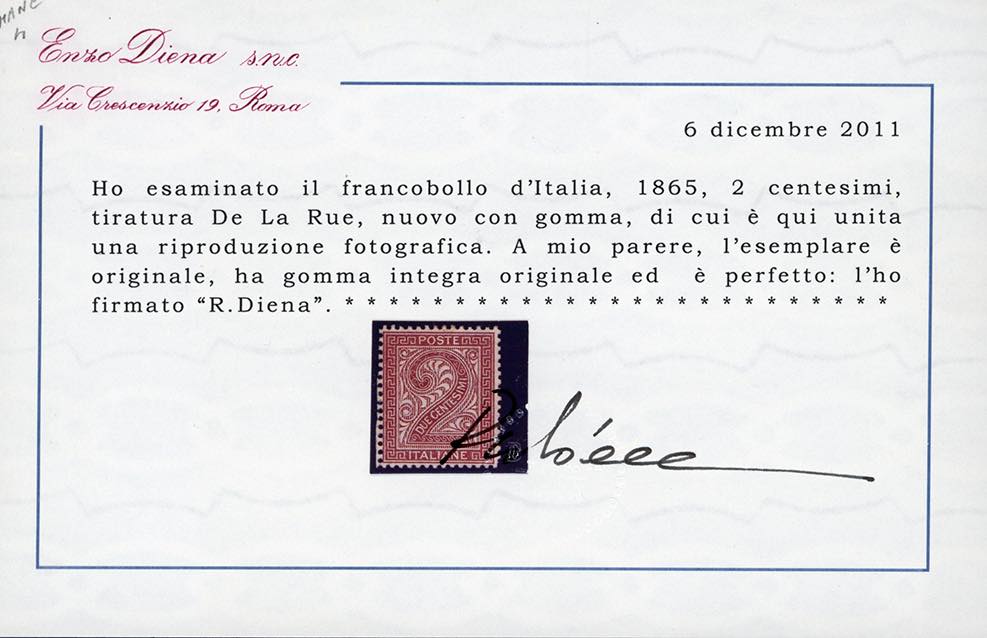 Enzo Diena s.n.c.
Via Crescenzio 19, Roma
6 dicembre 2011
Ho esaminato il francobollo d'Italia, 1865, 2 centesimi,
tiratura De La Rue, nuovo con gomma, di cui è qui unita
una riproduzione fotografica. A mio parere, l'esemplare è
originale, ha gomma integra originale ed è perfetto: l'ho
firmato “R.Diena”. * * * * * * * * * * * * * * * * * * * * * * * * *
POSTE
2
DUE CENTESIMI
ITALIANE